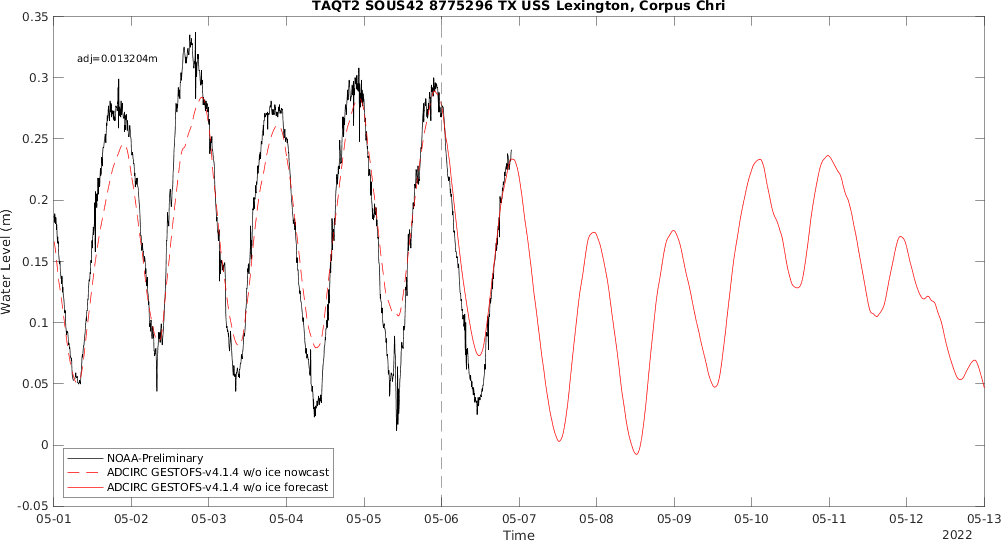 TAQT2 SOUS42 8775296 TX USS Lexington, Corpus Chri
adj=0.013204m
0.35
0.3
0.25
0.2
0.15
0.1
0.05
0
-0.05
Water Level (m)
NOAA-Preliminary
ADCIRC GESTOFS-v4.1.4 w/o ice nowcast
ADCIRC GESTOFS-v4.1.4 w/o ice forecast
05-01 05-02 05-03 05-04 05-05 05-06 05-07 05-08 05-09 05-10 05-11 05-12 05-13
Time
2022